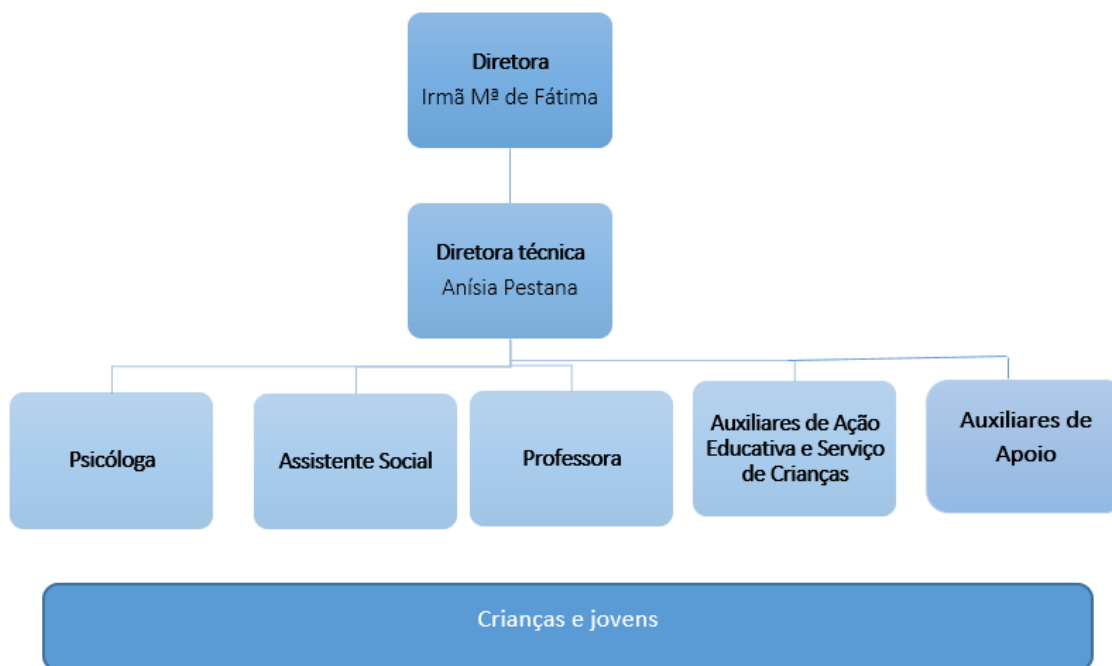 Diretora
Irmã Mª de Fátima
Diretora técnica
Anísia Pestana
Psicóloga
Assistente Social
Professora
Auxiliares de Ação
Educativa e Serviço
de Crianças
Auxiliares de
Apoio
Crianças e jovens